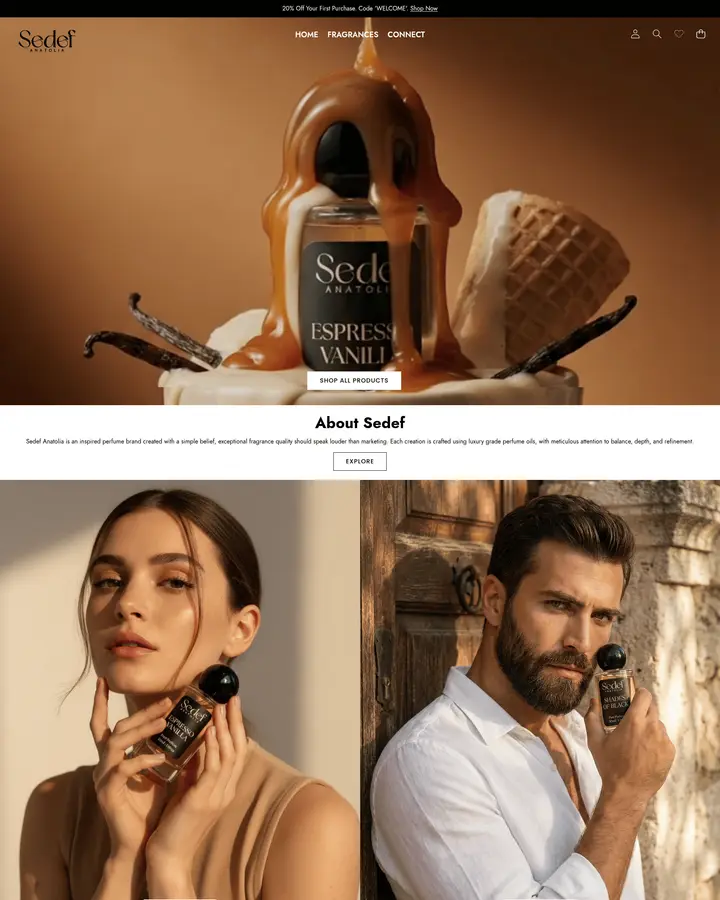 20% Off Your First Purchase. Code 'WELCOME'. Shop Now
Sedef
ANATOLIA
HOME FRAGRANCES CONNECT
Sede
ANATOLI
ESPRESS
VANILL
SHOP ALL PRODUCTS
About Sedef
Sedef Anatolia is an inspired perfume brand created with a simple belief, exceptional fragrance quality should speak louder than marketing. Each creation is crafted using luxury grade perfume oils, with meticulous attention to balance, depth, and refinement.
EXPLORE
Sedef
ESPRESSO
VANILLA
Sedef
SHADES
OF BLACK